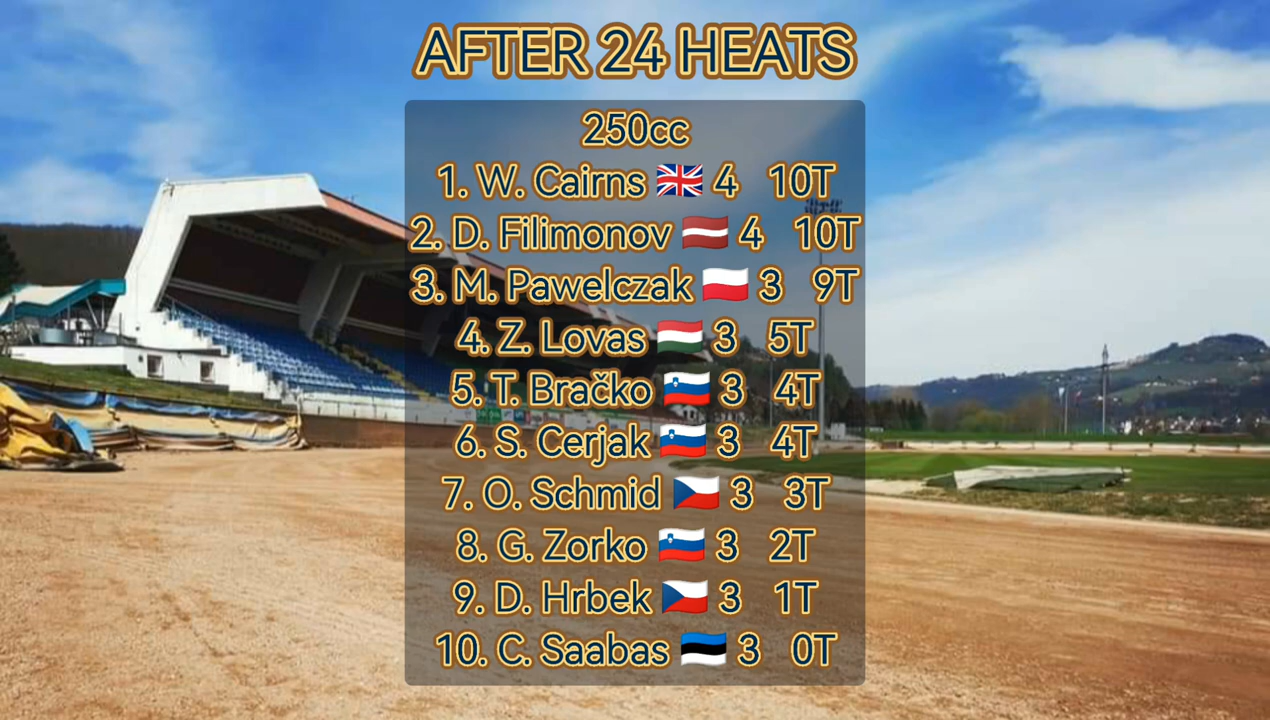 AFTER 24 HEATS
250cc
1. W. Cairns 🇬🇧 4 10T
2. D. Filimonov 🇱🇻 4 10T
3. M. Pawelczak 🇵🇱 3 9T
4. Z. Lovas 🇭🇺 3 5T
5. T. Bračko 🇸🇮 3 4T
6. S. Cerjak 🇸🇮 3 4T
7. O. Schmid 🇨🇿 3 3T
8. G. Zorko 🇸🇮 3 2T
9. D. Hrbek 🇨🇿 3 1T
10. C. Saabas 🇪🇪 3 0T